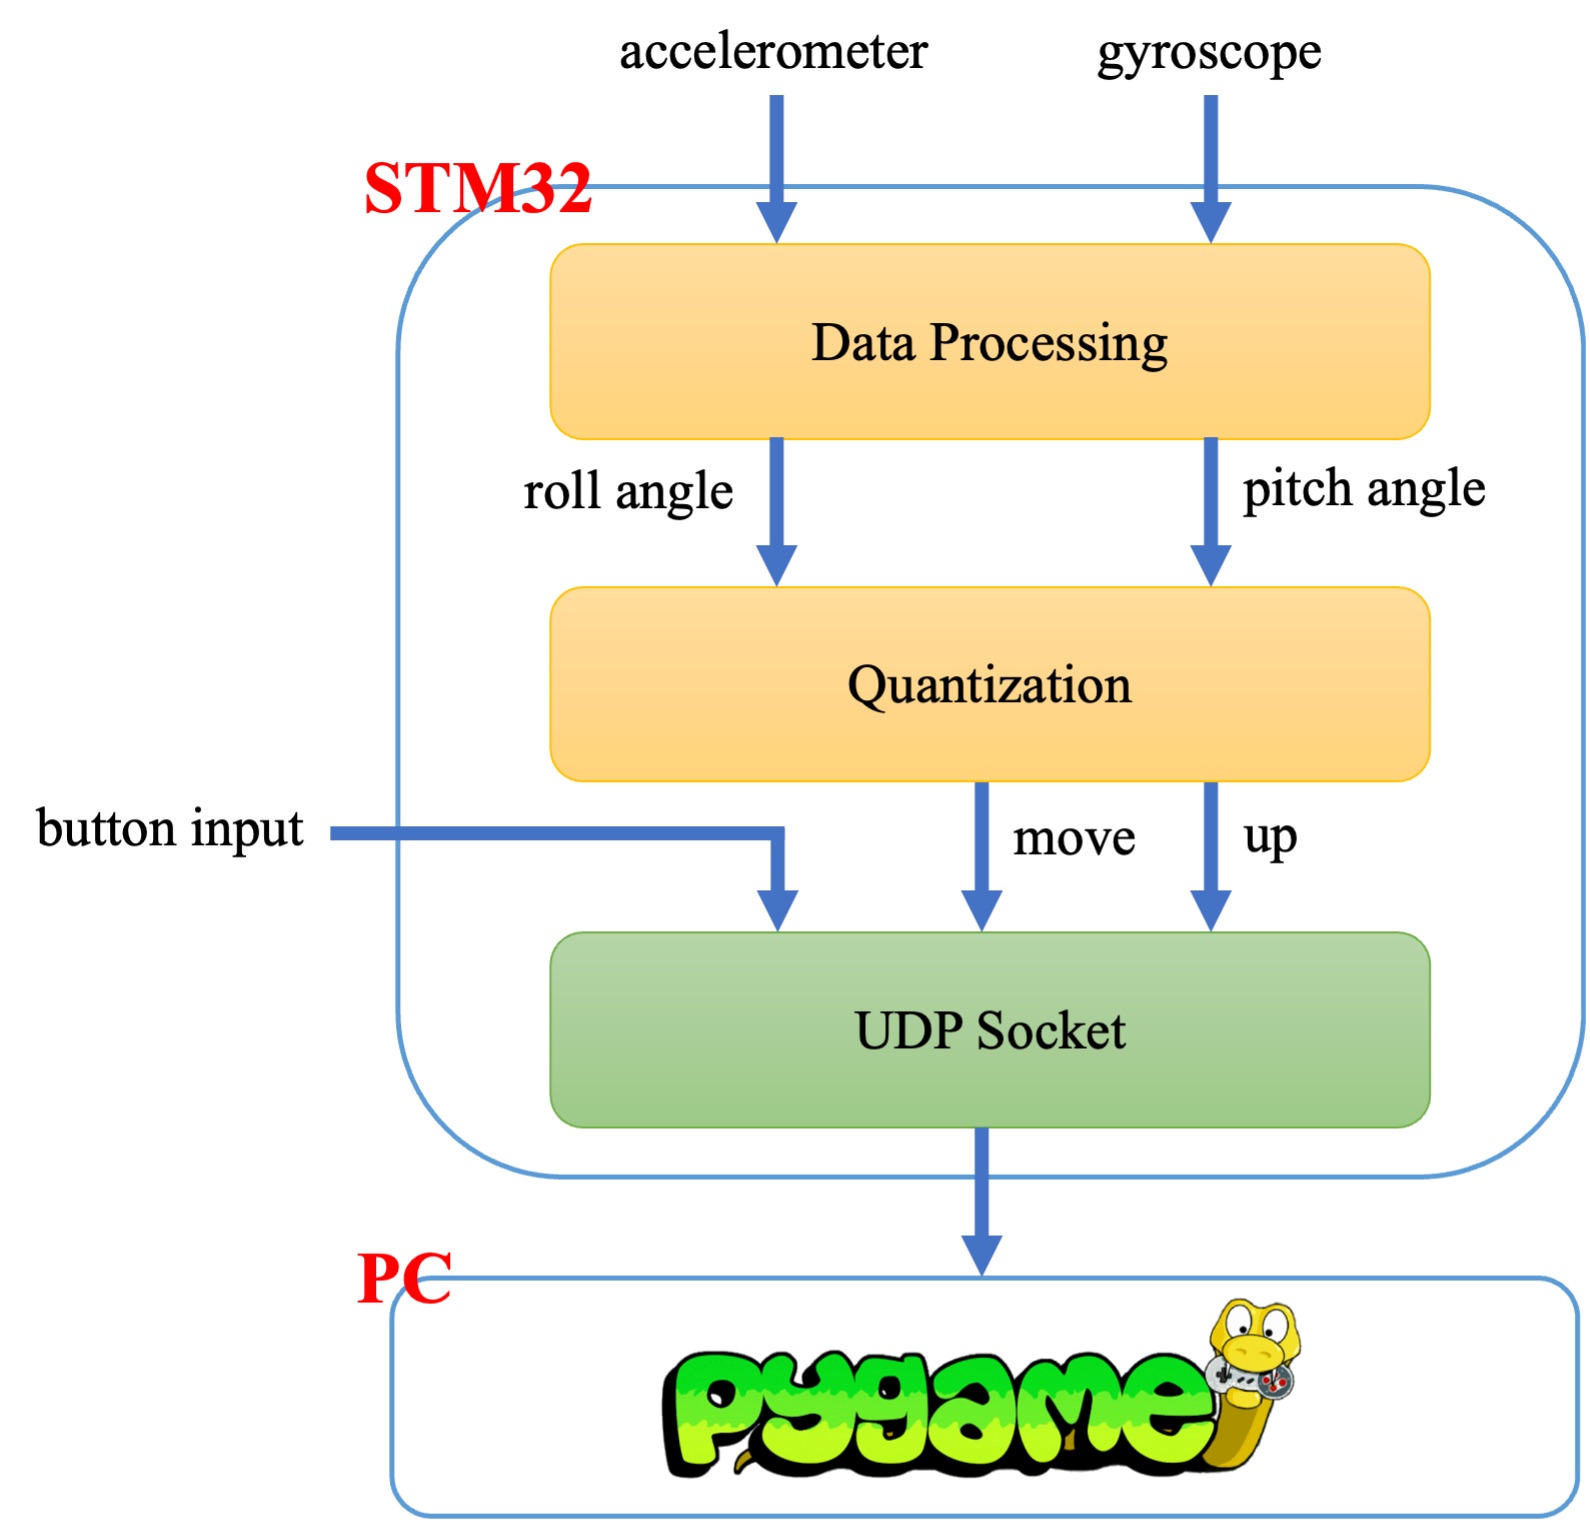 accelerometer
gyroscope
STM32
Data Processing
roll angle
pitch angle
Quantization
button input
move
up
UDP Socket
PC
pygame